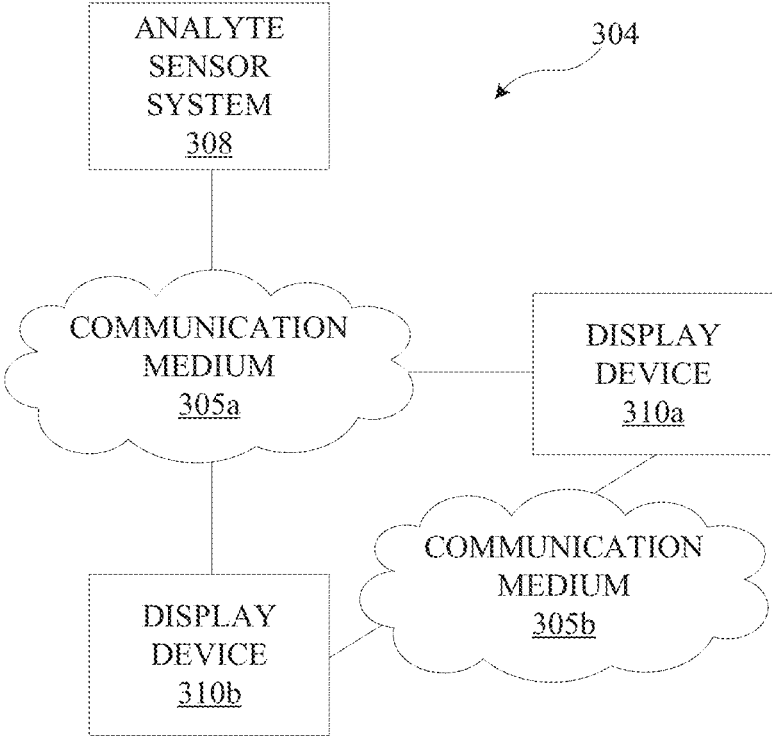 ANALYTE
SENSOR
SYSTEM
308
304
COMMUNICATION
MEDIUM
305a
DISPLAY
DEVICE
310a
COMMUNICATION
MEDIUM
305b
DISPLAY
DEVICE
310b